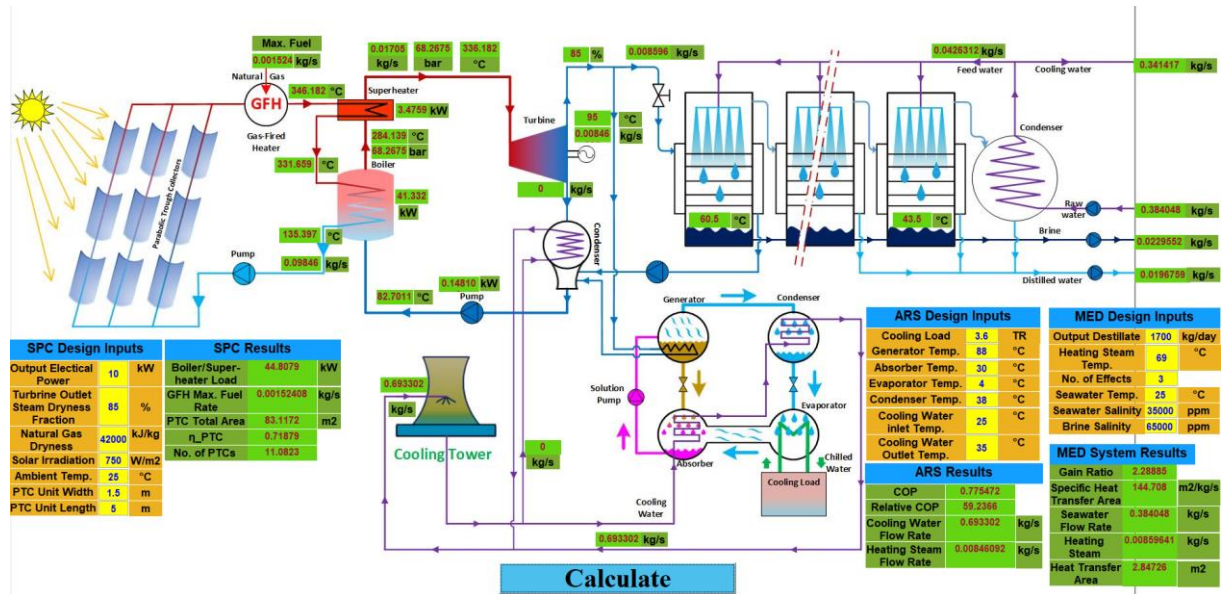 Max. Fuel
0.001524 kg/s
Natural Gas
GFH
Gas-Fired
Heater
346.182 °C
0.01705 68.2675 336.182
kg/s bar °C
Superheater
3.4759 kW
284.139 °C
68.2675 bar
Boiler
331.659 °C
41.332
kW
135.397 °C
0.09846 kg/s
Pump
Parabolic Trough Collectors
82.7011 °C
0.14810 kW
Pump
Turbine
85 %
0.008596 kg/s
95 °C
0.00846 kg/s
0 kg/s
Condenser
0.0426312 kg/s
Feed water
Cooling water
0.341417 kg/s
Condenser
Raw
water
0.384048 kg/s
60.5 °C
43.5 °C
Brine
0.0229552 kg/s
Distilled water
0.0196759 kg/s
SPC Design Inputs
Output Electical
Power 10 kW
Turbine Outlet
Steam Dryness
Fraction 85 %
Natural Gas
Dryness 42000 kJ/kg
Solar Irradiation 750 W/m2
Ambient Temp. 25 °C
PTC Unit Width 1.5 m
PTC Unit Length 5 m
SPC Results
Boiler/Super-
heater Load 44.8079 kW
GFH Max. Fuel
Rate 0.00152408 kg/s
PTC Total Area 83.1172 m2
η_PTC 0.71879
No. of PTCs 11.0823
0.693302
kg/s
Cooling Tower
0
kg/s
Cooling
Water
0.693302 kg/s
Generator
Condenser
Solution
Pump
Evaporator
Absorber
Chilled
Water
Cooling Load
ARS Design Inputs
Cooling Load 3.6 TR
Generator Temp. 88 °C
Absorber Temp. 30 °C
Evaporator Temp. 4 °C
Condenser Temp. 38 °C
Cooling Water
inlet Temp. 25 °C
Cooling Water
Outlet Temp. 35 °C
ARS Results
COP 0.775472
Relative COP 59.2366
Cooling Water
Flow Rate 0.693302 kg/s
Heating Steam
Flow Rate 0.00846092 kg/s
MED Design Inputs
Output Destillate 1700 kg/day
Heating Steam
Temp. 69 °C
No. of Effects 3
Seawater Temp. 25 °C
Seawater Salinity 35000 ppm
Brine Salinity 65000 ppm
MED System Results
Gain Ratio 2.28885
Specific Heat
Transfer Area 144.708 m2/kg/s
Seawater
Flow Rate 0.384048 kg/s
Heating
Steam 0.00859641 kg/s
Heat Transfer
Area 2.84726 m2
Calculate